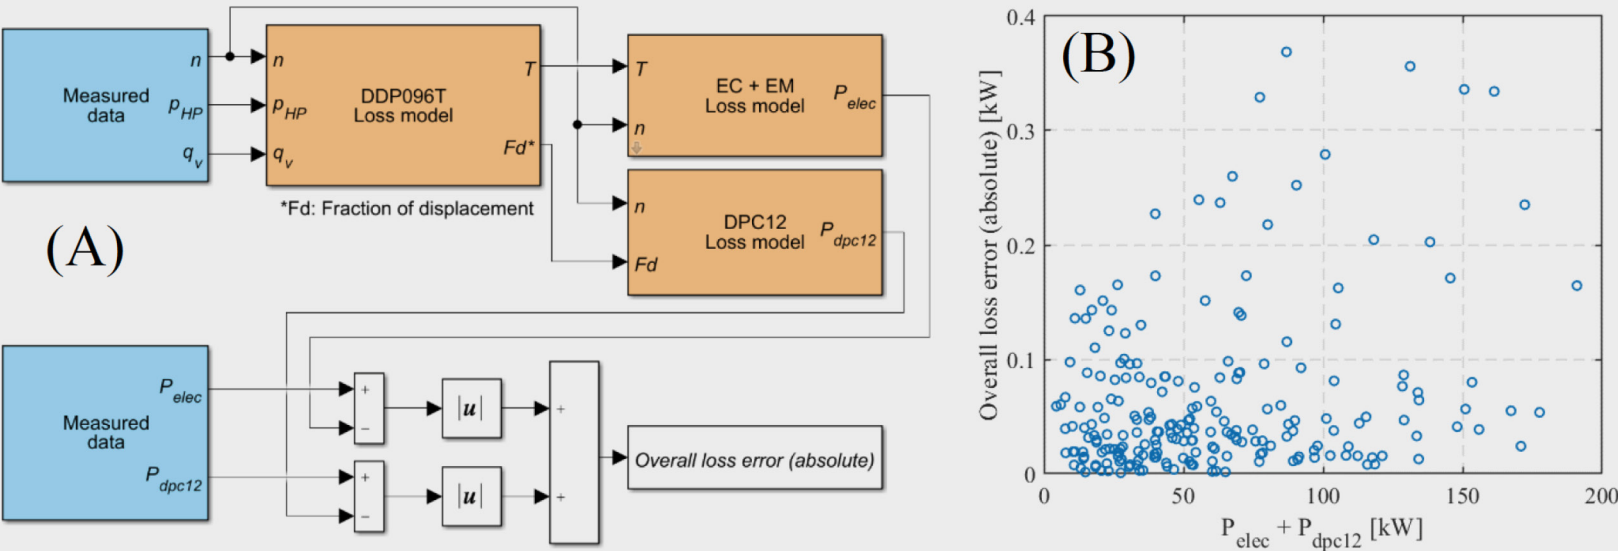 Measured
data
n
p_HP
q_v
n
p_HP
q_v
DDP096T
Loss model
T
Fd*
*Fd: Fraction of displacement
T
n
EC + EM
Loss model
P_elec
n
Fd
DPC12
Loss model
P_dpc12
(A)
Measured
data
P_elec
P_dpc12
+
−
+
−
|u|
|u|
+
+
Overall loss error (absolute)
(B)
Overall loss error (absolute) [kW]
0.4
0.3
0.2
0.1
0
0
50
100
150
200
P_elec + P_dpc12 [kW]